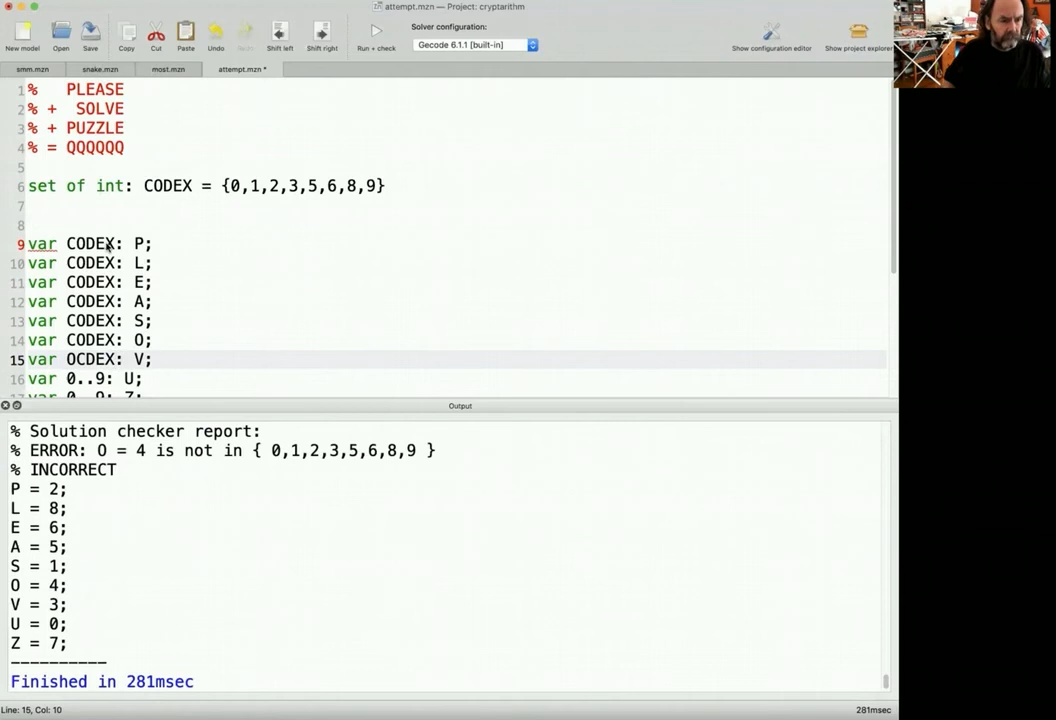 attempt.mzn — Project: cryptarithm
Solver configuration:
New model Open Save Copy Cut Paste Undo Shift left Shift right Run + check Gecode 6.1.1 [built-in] Show configuration editor Show project explorer
smm.mzn snake.mzn most.mzn attempt.mzn *
1 %   PLEASE
2 % +  SOLVE
3 % + PUZZLE
4 % = QQQQQQ
5
6 set of int: CODEX = {0,1,2,3,5,6,8,9}
7
8
9 var CODEX: P;
10 var CODEX: L;
11 var CODEX: E;
12 var CODEX: A;
13 var CODEX: S;
14 var CODEX: O;
15 var OCDEX: V;
16 var 0..9: U;
17 var 0..9: Z;
Output
% Solution checker report:
% ERROR: O = 4 is not in { 0,1,2,3,5,6,8,9 }
% INCORRECT
P = 2;
L = 8;
E = 6;
A = 5;
S = 1;
O = 4;
V = 3;
U = 0;
Z = 7;
----------
Finished in 281msec
Line: 15, Col: 10 281msec